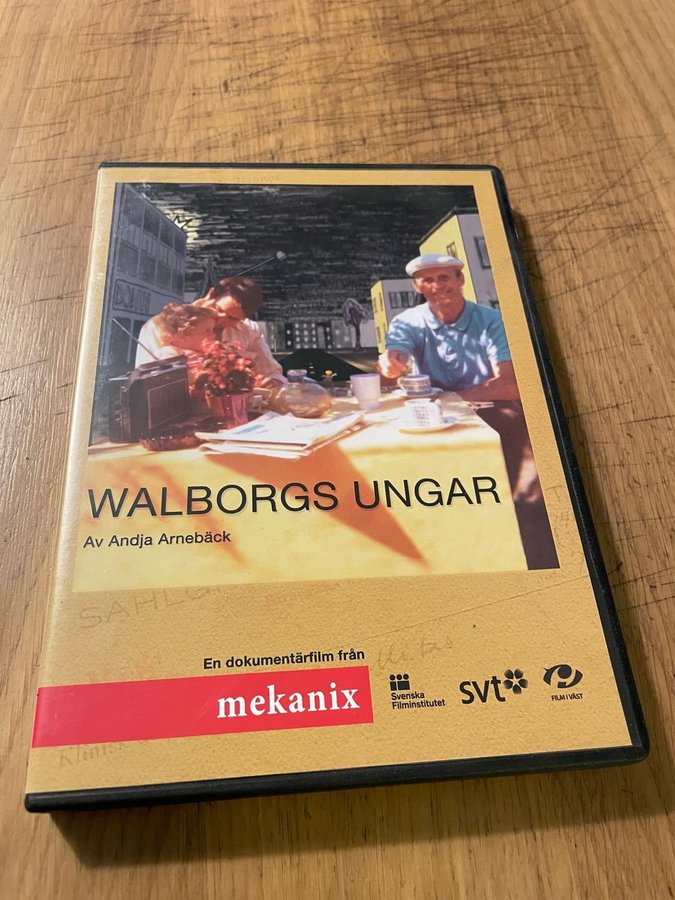 WALBORGS UNGAR
Av Andja Arnebäck
En dokumentärfilm från
mekanix
Svenska
Filminstitutet
svt
FILM I VÄST